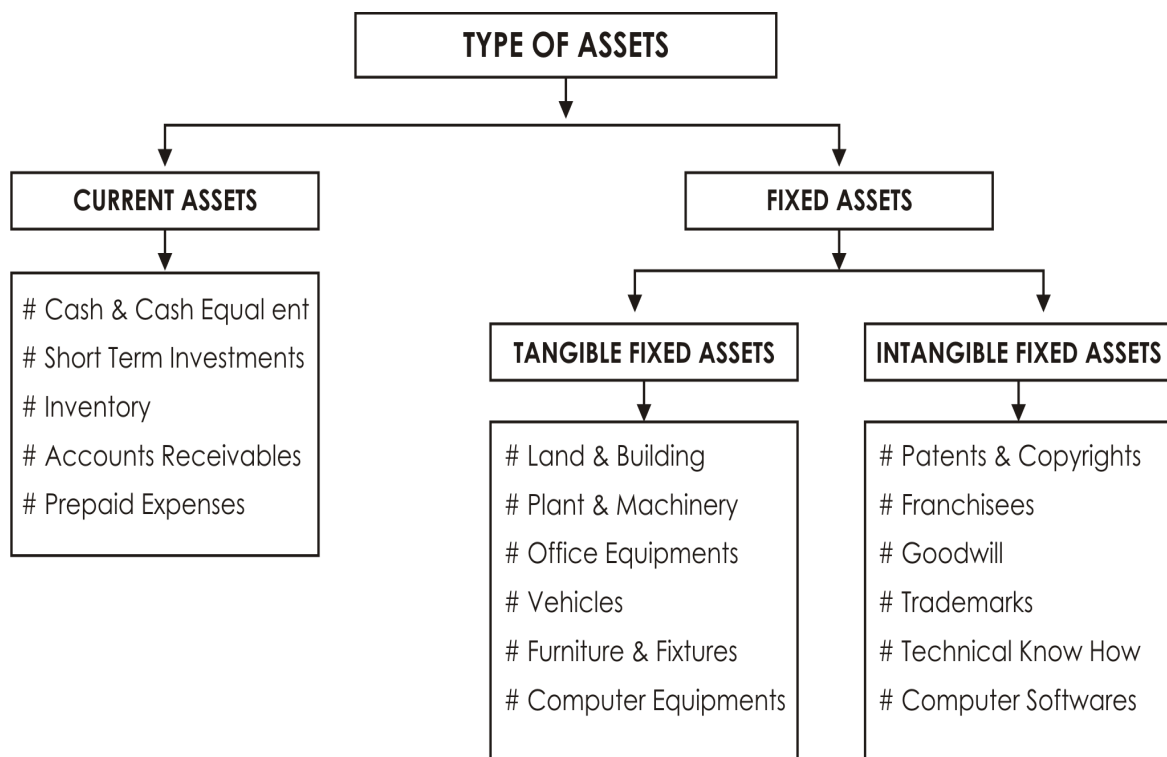 TYPE OF ASSETS
CURRENT ASSETS
# Cash & Cash Equal ent
# Short Term Investments
# Inventory
# Accounts Receivables
# Prepaid Expenses
FIXED ASSETS
TANGIBLE FIXED ASSETS
# Land & Building
# Plant & Machinery
# Office Equipments
# Vehicles
# Furniture & Fixtures
# Computer Equipments
INTANGIBLE FIXED ASSETS
# Patents & Copyrights
# Franchisees
# Goodwill
# Trademarks
# Technical Know How
# Computer Softwares